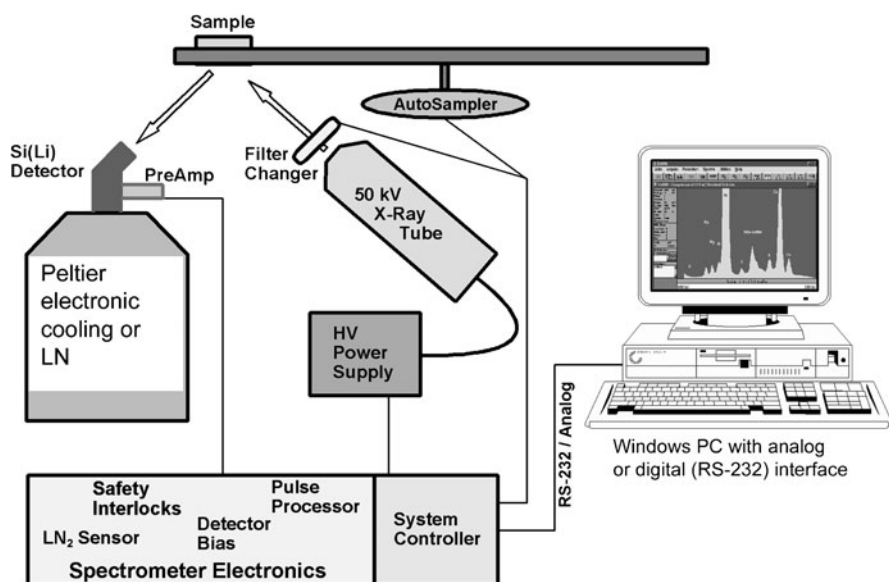 Sample
AutoSampler
Si(Li)
Detector
PreAmp
Filter
Changer
50 kV
X-Ray
Tube
Peltier
electronic
cooling or
LN
HV
Power
Supply
RS-232 / Analog
Windows PC with analog
or digital (RS-232) interface
Safety
Interlocks
Pulse
Processor
LN₂ Sensor
Detector
Bias
System
Controller
Spectrometer Electronics